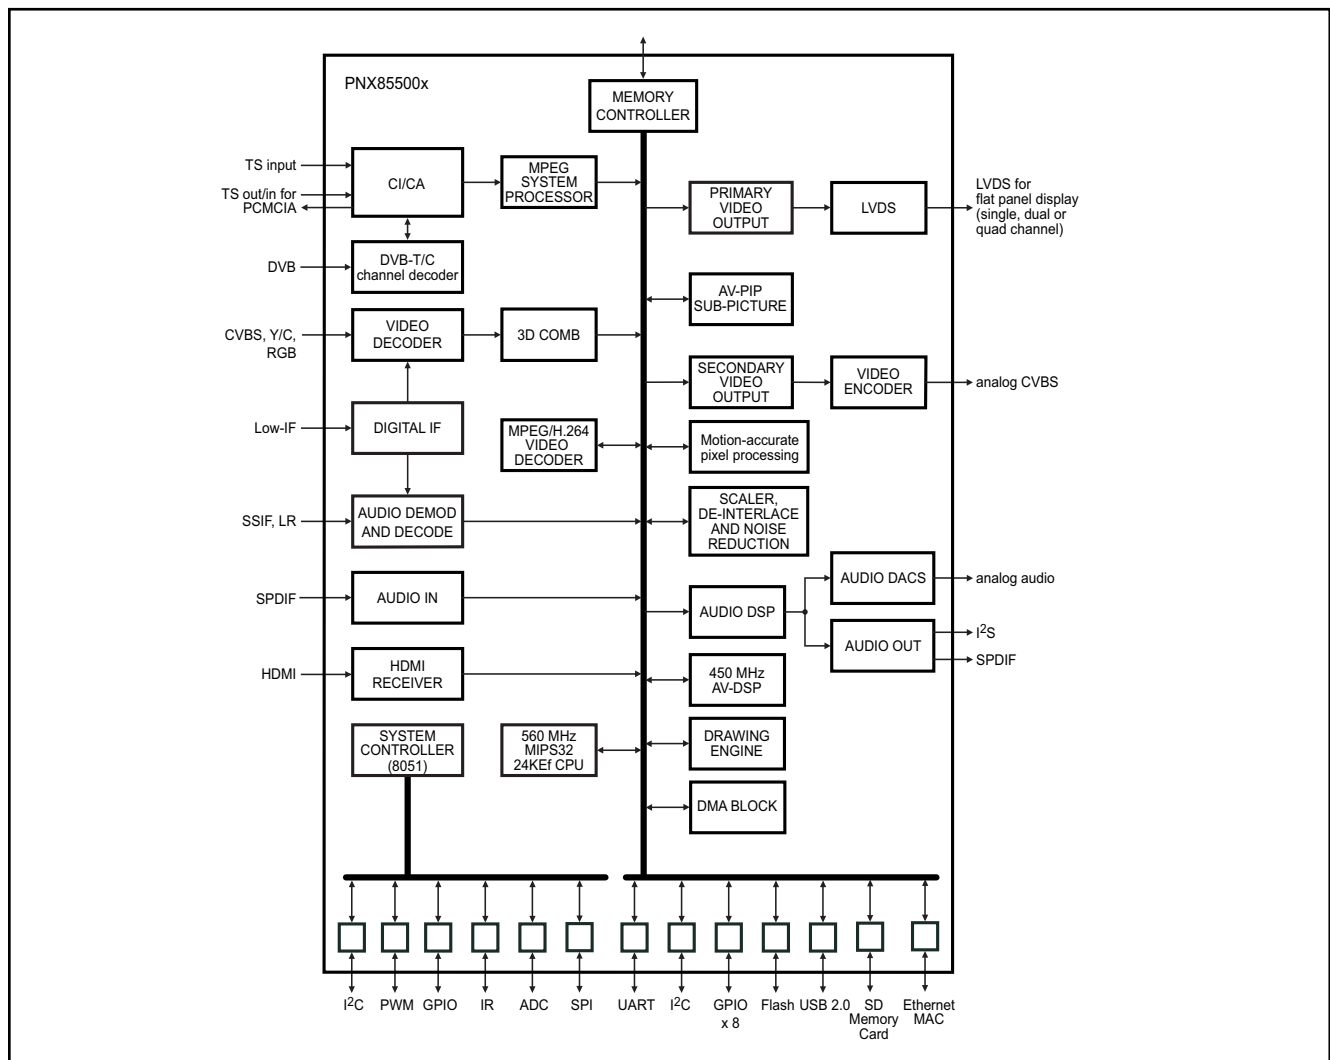 PNX85500x
MEMORY
CONTROLLER
TS input
TS out/in for
PCMCIA
CI/CA
MPEG
SYSTEM
PROCESSOR
PRIMARY
VIDEO
OUTPUT
LVDS
LVDS for
flat panel display
(single, dual or
quad channel)
DVB
DVB-T/C
channel decoder
AV-PIP
SUB-PICTURE
CVBS, Y/C,
RGB
VIDEO
DECODER
3D COMB
SECONDARY
VIDEO
OUTPUT
VIDEO
ENCODER
analog CVBS
Low-IF
DIGITAL IF
MPEG/H.264
VIDEO
DECODER
Motion-accurate
pixel processing
SSIF, LR
AUDIO DEMOD
AND DECODE
SCALER,
DE-INTERLACE
AND NOISE
REDUCTION
AUDIO DACS
analog audio
SPDIF
AUDIO IN
AUDIO DSP
AUDIO OUT
I2S
SPDIF
HDMI
HDMI
RECEIVER
450 MHz
AV-DSP
SYSTEM
CONTROLLER
(8051)
560 MHz
MIPS32
24KEf CPU
DRAWING
ENGINE
DMA BLOCK
I2C
PWM
GPIO
IR
ADC
SPI
UART
I2C
GPIO
x 8
Flash
USB 2.0
SD
Memory
Card
Ethernet
MAC